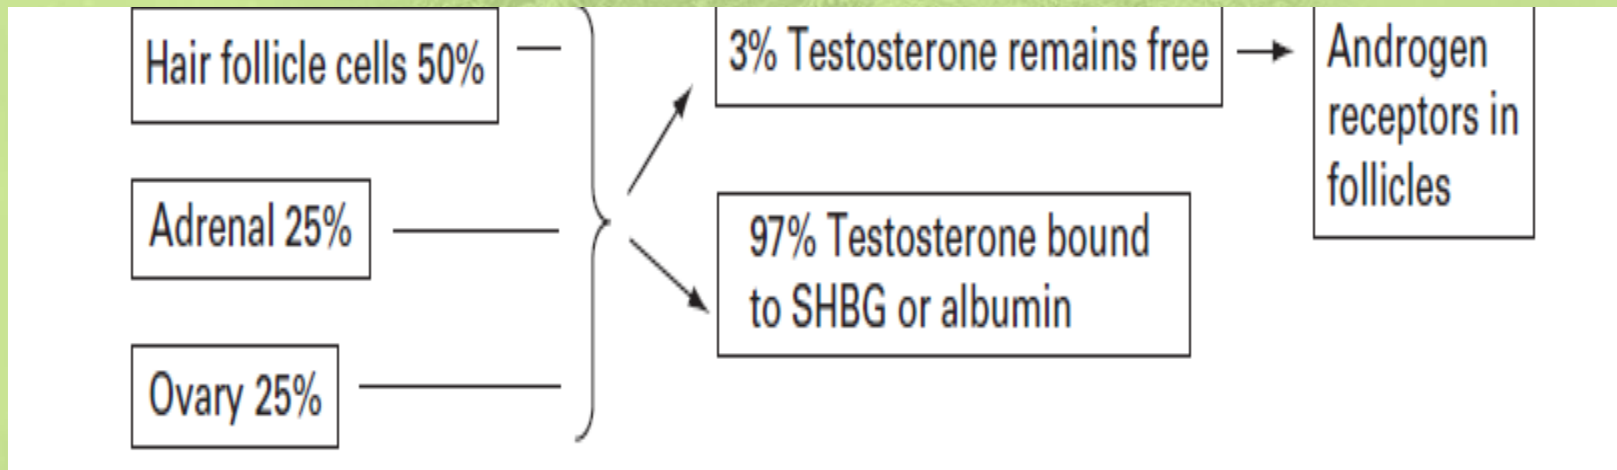 Hair follicle cells 50%
Adrenal 25%
Ovary 25%
3% Testosterone remains free
97% Testosterone bound
to SHBG or albumin
Androgen
receptors in
follicles